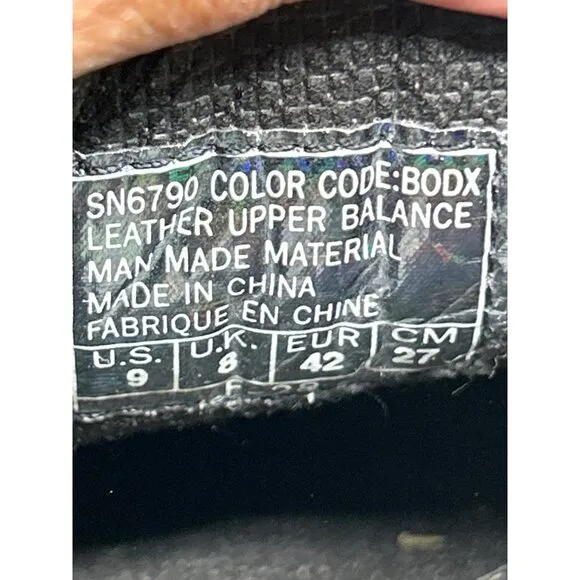 SN6790 COLOR CODE:BODX
LEATHER UPPER BALANCE
MAN MADE MATERIAL
MADE IN CHINA
FABRIQUE EN CHINE
U.S. U.K. EUR CM
9 8 42 27